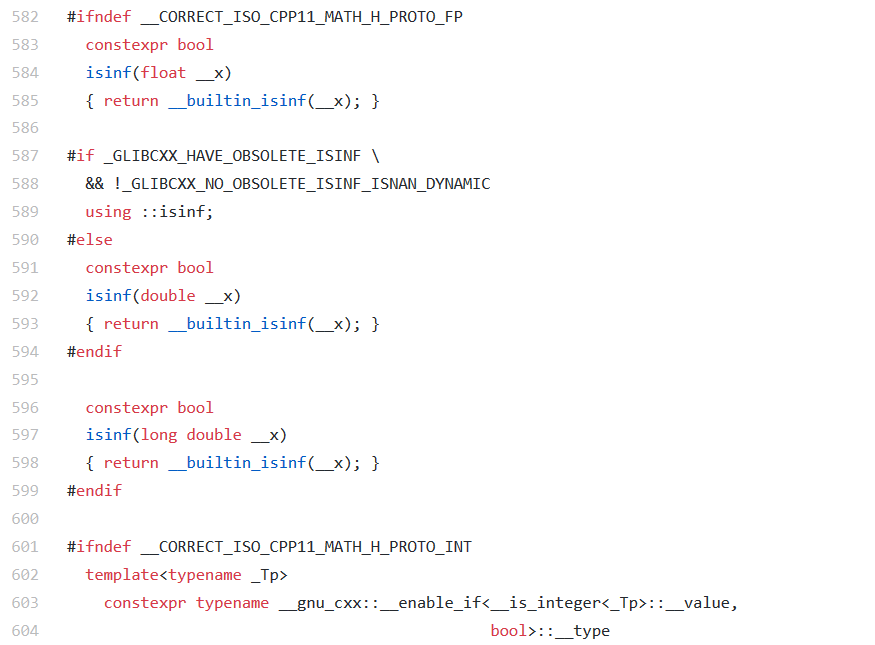 582 #ifndef __CORRECT_ISO_CPP11_MATH_H_PROTO_FP
583 constexpr bool
584 isinf(float __x)
585 { return __builtin_isinf(__x); }
586
587 #if _GLIBCXX_HAVE_OBSOLETE_ISINF \
588 && !_GLIBCXX_NO_OBSOLETE_ISINF_ISNAN_DYNAMIC
589 using ::isinf;
590 #else
591 constexpr bool
592 isinf(double __x)
593 { return __builtin_isinf(__x); }
594 #endif
595
596 constexpr bool
597 isinf(long double __x)
598 { return __builtin_isinf(__x); }
599 #endif
600
601 #ifndef __CORRECT_ISO_CPP11_MATH_H_PROTO_INT
602 template<typename _Tp>
603 constexpr typename __gnu_cxx::__enable_if<__is_integer<_Tp>::__value,
604 bool>::__type